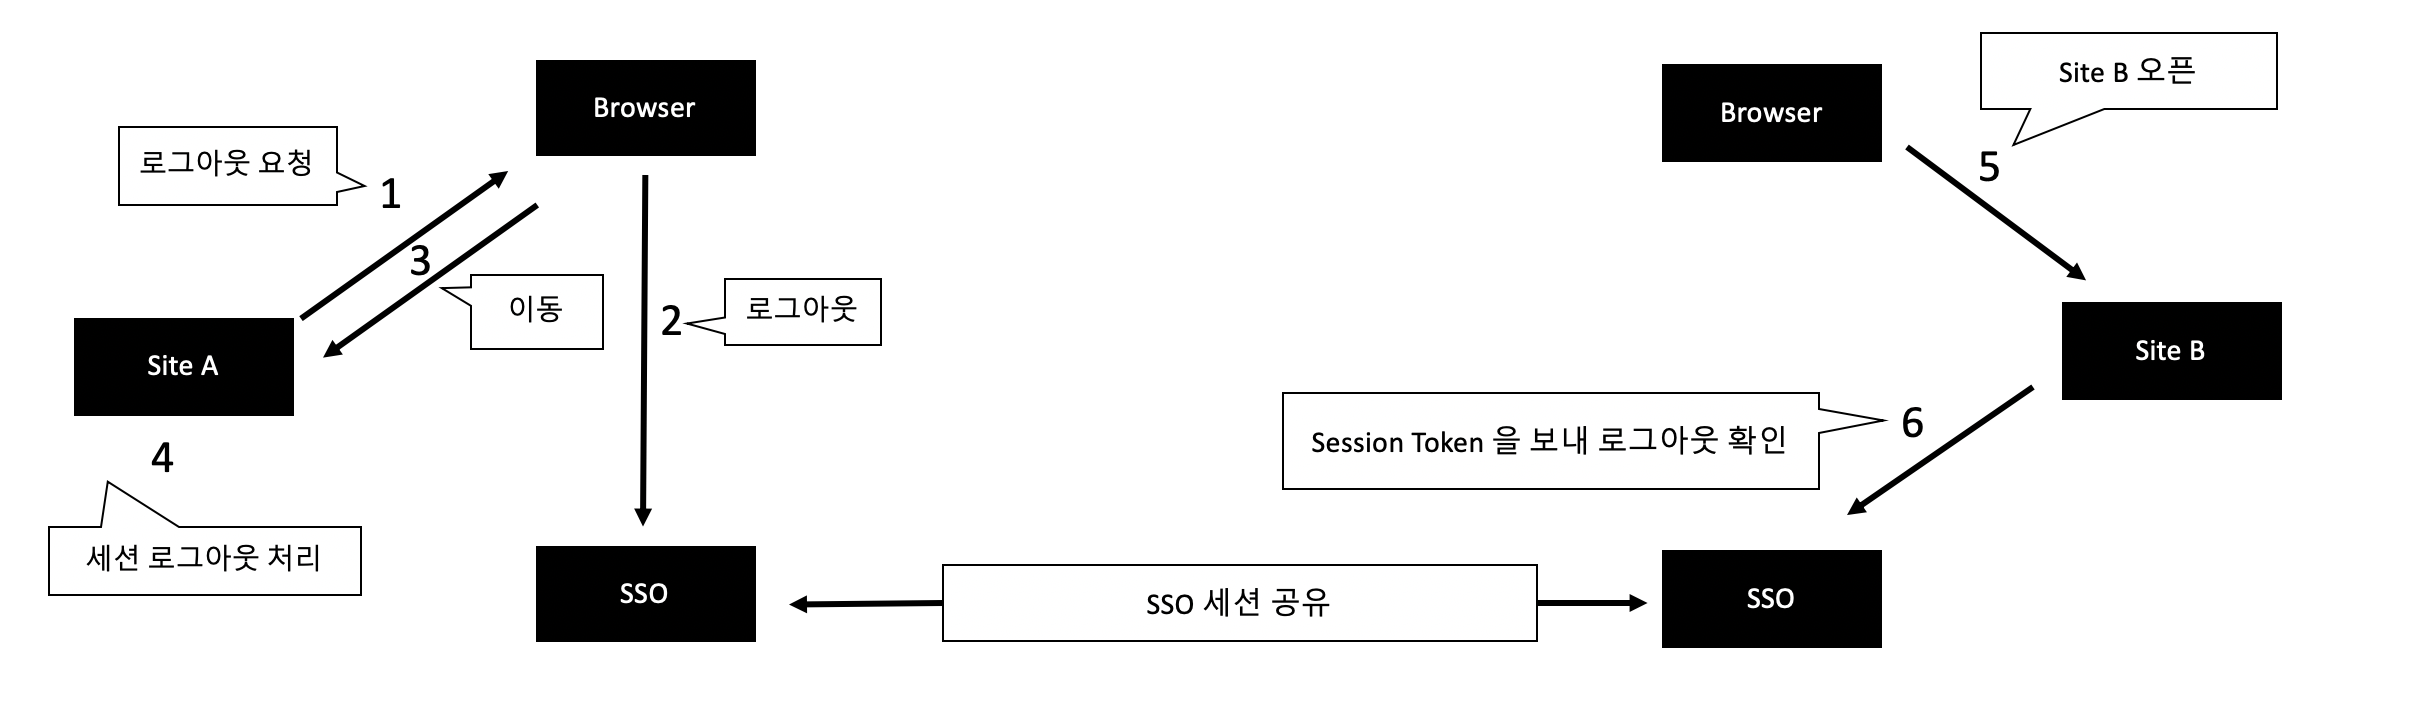 Browser
로그아웃 요청
1
3
이동
2
로그아웃
Site A
4
세션 로그아웃 처리
SSO
SSO 세션 공유
Browser
Site B 오픈
5
Site B
Session Token 을 보내 로그아웃 확인
6
SSO